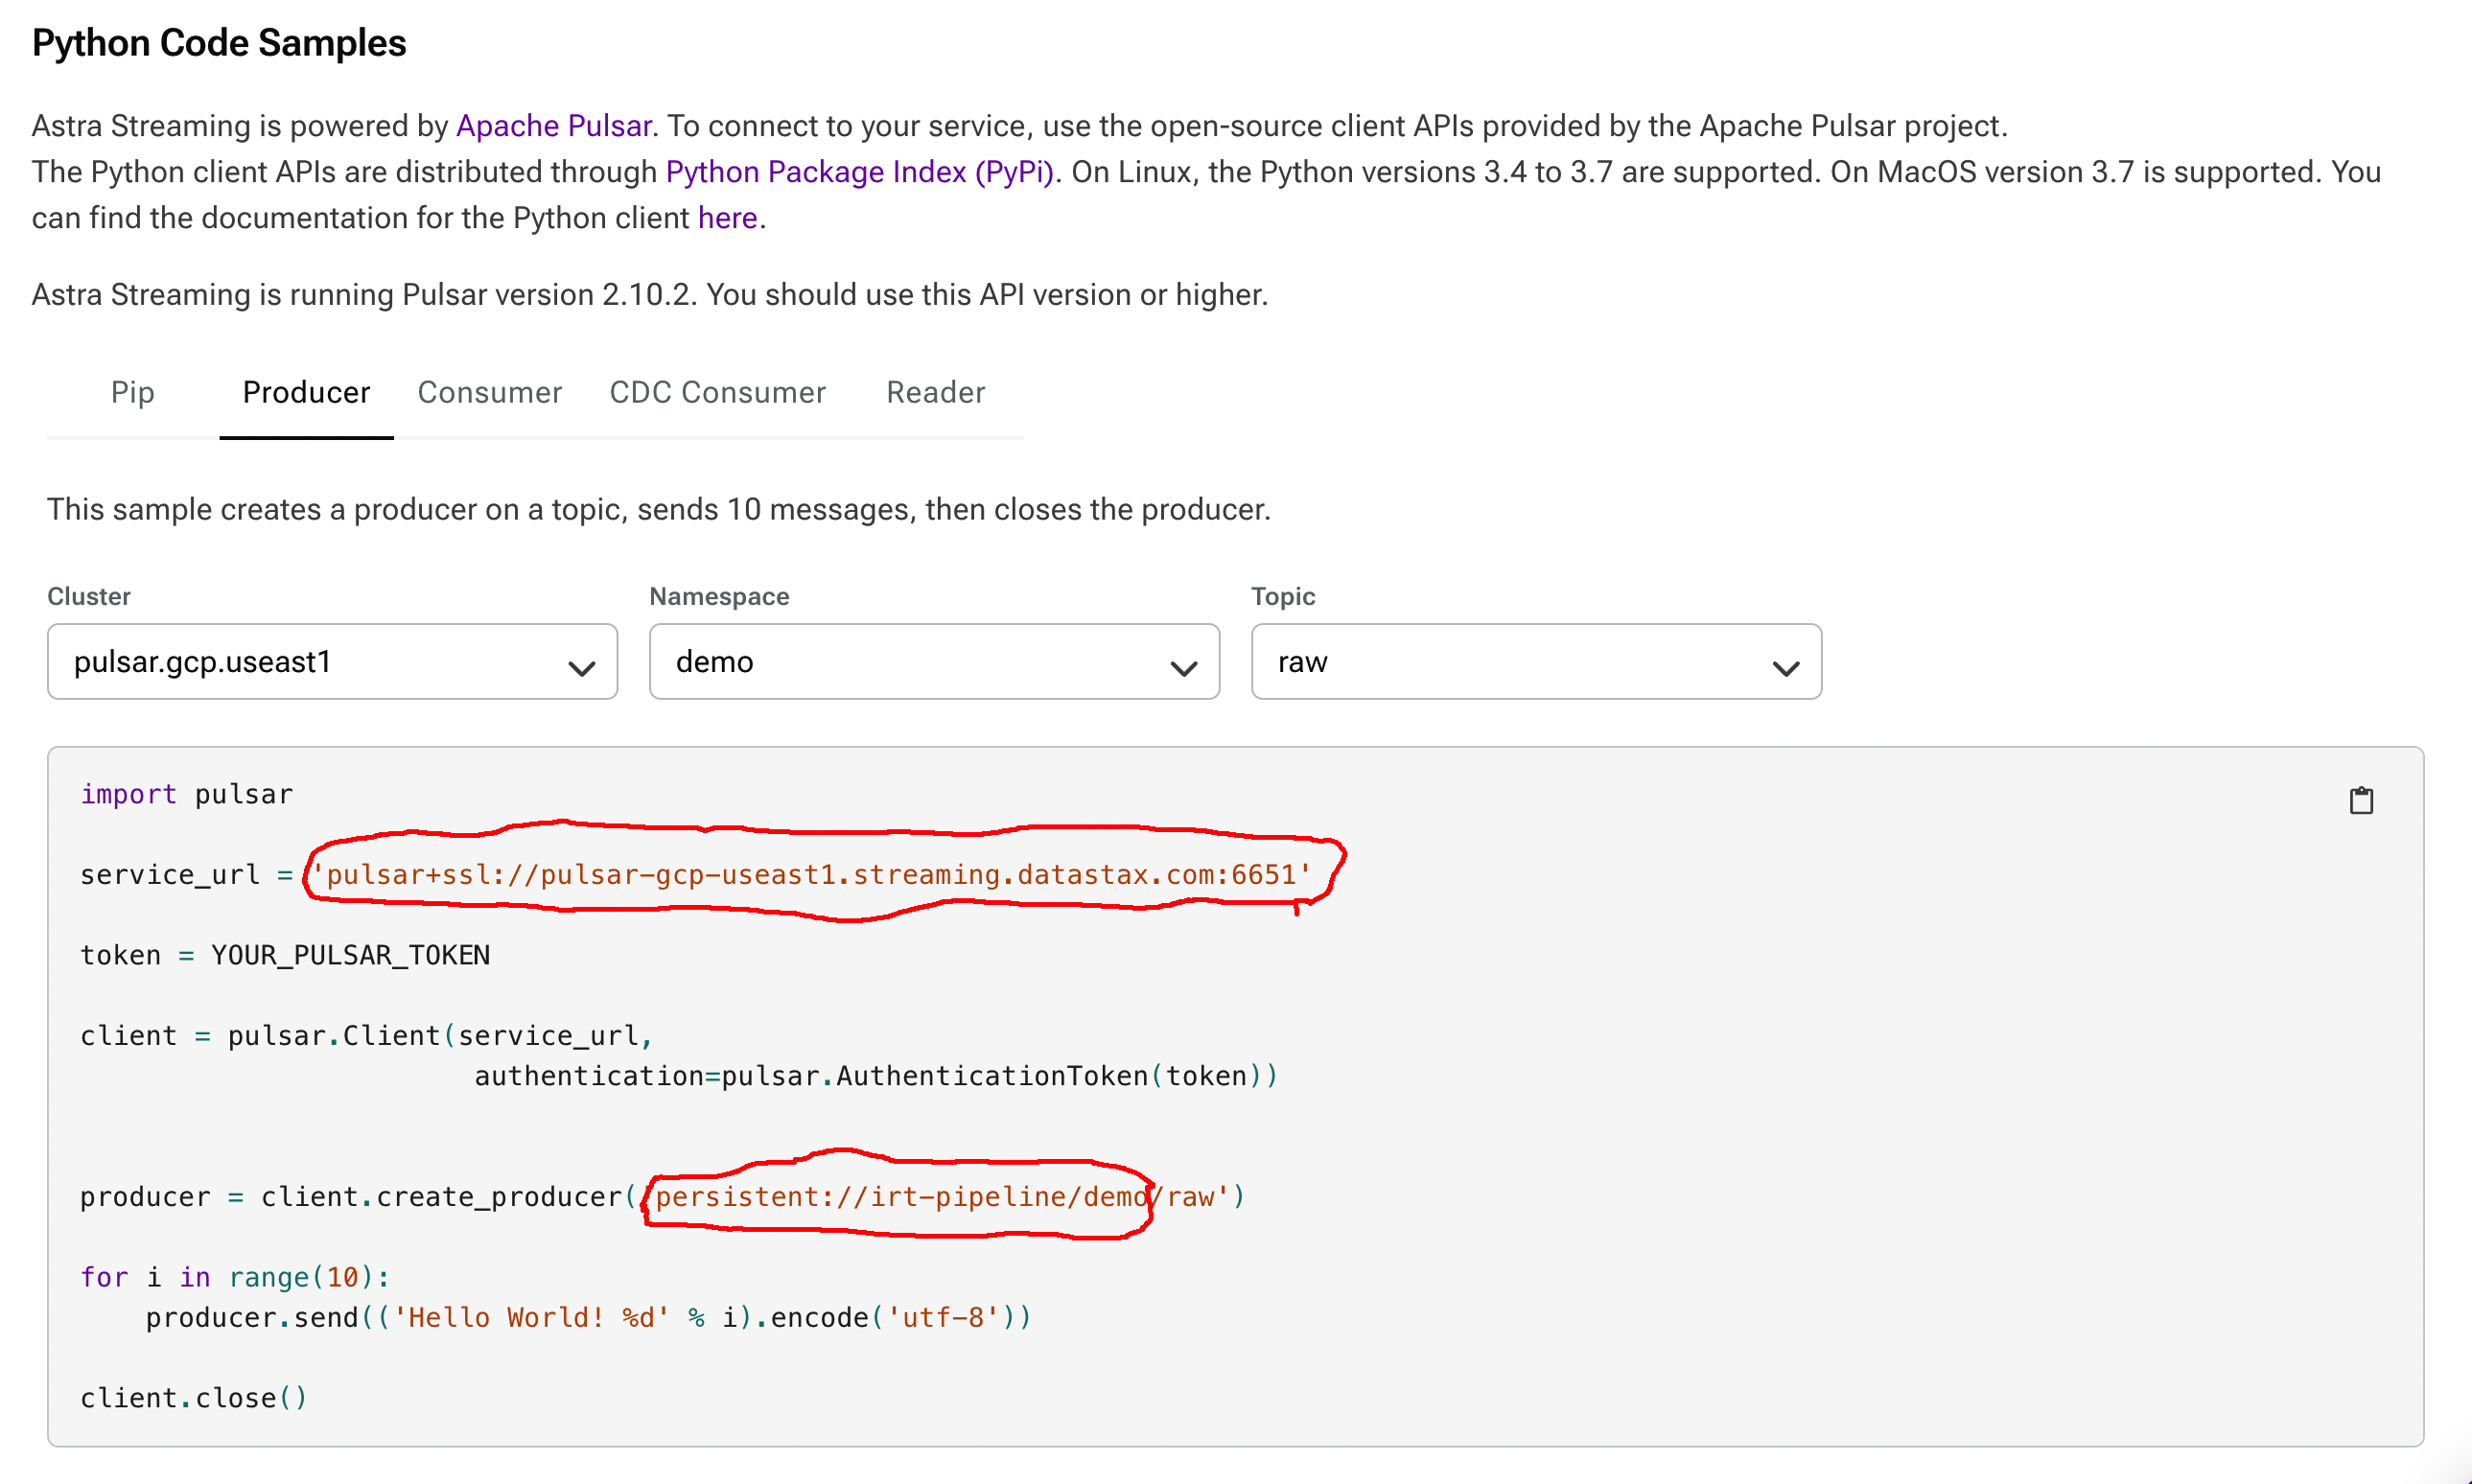 Python Code Samples
Astra Streaming is powered by Apache Pulsar. To connect to your service, use the open-source client APIs provided by the Apache Pulsar project.
The Python client APIs are distributed through Python Package Index (PyPi). On Linux, the Python versions 3.4 to 3.7 are supported. On MacOS version 3.7 is supported. You
can find the documentation for the Python client here.
Astra Streaming is running Pulsar version 2.10.2. You should use this API version or higher.
Pip Producer Consumer CDC Consumer Reader
This sample creates a producer on a topic, sends 10 messages, then closes the producer.
Cluster Namespace Topic
pulsar.gcp.useast1 demo raw
import pulsar
service_url = 'pulsar+ssl://pulsar-gcp-useast1.streaming.datastax.com:6651'
token = YOUR_PULSAR_TOKEN
client = pulsar.Client(service_url,
authentication=pulsar.AuthenticationToken(token))
producer = client.create_producer('persistent://irt-pipeline/demo/raw')
for i in range(10):
producer.send(('Hello World! %d' % i).encode('utf-8'))
client.close()